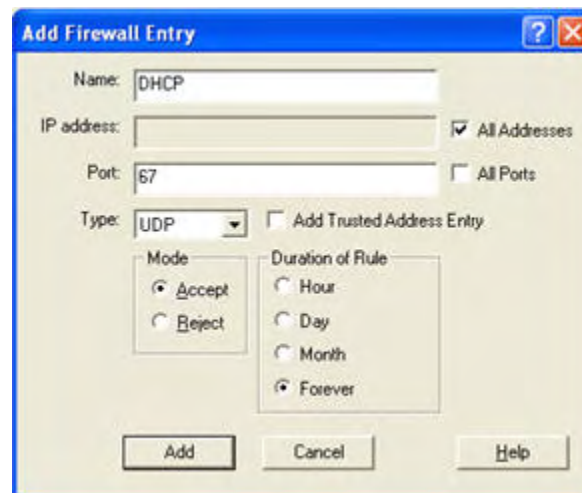 Add Firewall Entry
?
X
Name: DHCP
IP address: All Addresses
Port: 67 All Ports
Type: UDP Add Trusted Address Entry
Mode
Accept
Reject
Duration of Rule
Hour
Day
Month
Forever
Add Cancel Help